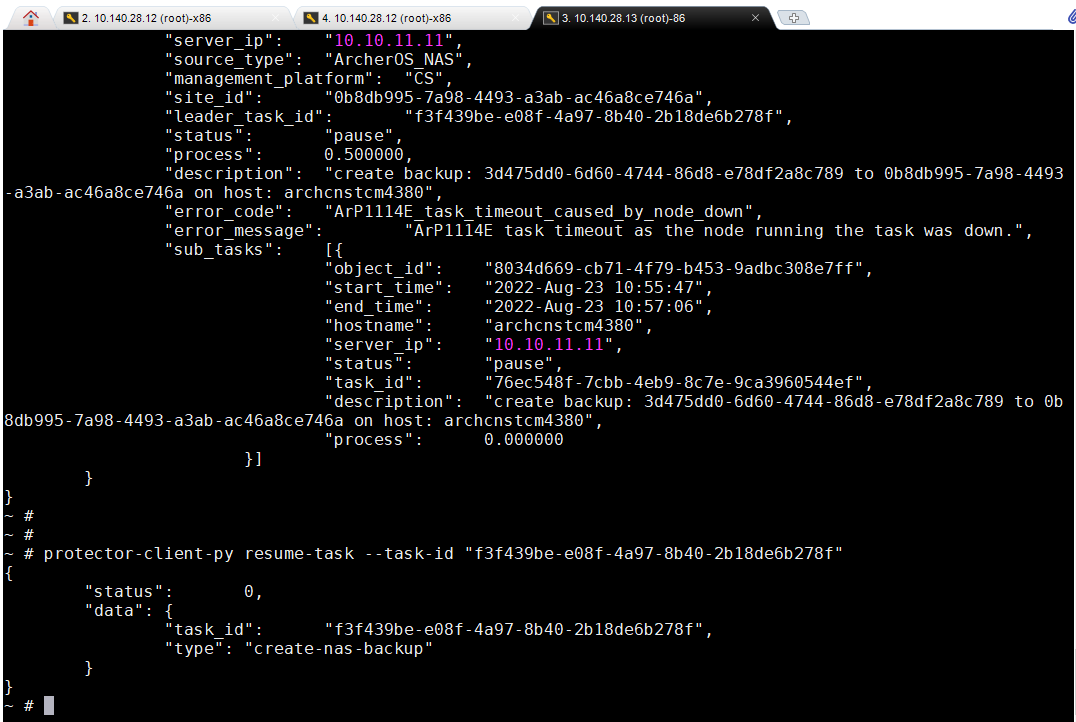 2. 10.140.28.12 (root)-x86
4. 10.140.28.12 (root)-x86
3. 10.140.28.13 (root)-86
"server_ip": "10.10.11.11",
"source_type": "ArcherOS_NAS",
"management_platform": "CS",
"site_id": "0b8db995-7a98-4493-a3ab-ac46a8ce746a",
"leader_task_id": "f3f439be-e08f-4a97-8b40-2b18de6b278f",
"status": "pause",
"process": 0.500000,
"description": "create backup: 3d475dd0-6d60-4744-86d8-e78df2a8c789 to 0b8db995-7a98-4493
-a3ab-ac46a8ce746a on host: archcnstcm4380",
"error_code": "ArP1114E_task_timeout_caused_by_node_down",
"error_message": "ArP1114E task timeout as the node running the task was down.",
"sub_tasks": [{
"object_id": "8034d669-cb71-4f79-b453-9adbc308e7ff",
"start_time": "2022-Aug-23 10:55:47",
"end_time": "2022-Aug-23 10:57:06",
"hostname": "archcnstcm4380",
"server_ip": "10.10.11.11",
"status": "pause",
"task_id": "76ec548f-7cbb-4eb9-8c7e-9ca3960544ef",
"description": "create backup: 3d475dd0-6d60-4744-86d8-e78df2a8c789 to 0b
8db995-7a98-4493-a3ab-ac46a8ce746a on host: archcnstcm4380",
"process": 0.000000
}]
}
}
~ #
~ #
~ # protector-client-py resume-task --task-id "f3f439be-e08f-4a97-8b40-2b18de6b278f"
{
"status": 0,
"data": {
"task_id": "f3f439be-e08f-4a97-8b40-2b18de6b278f",
"type": "create-nas-backup"
}
}
~ #